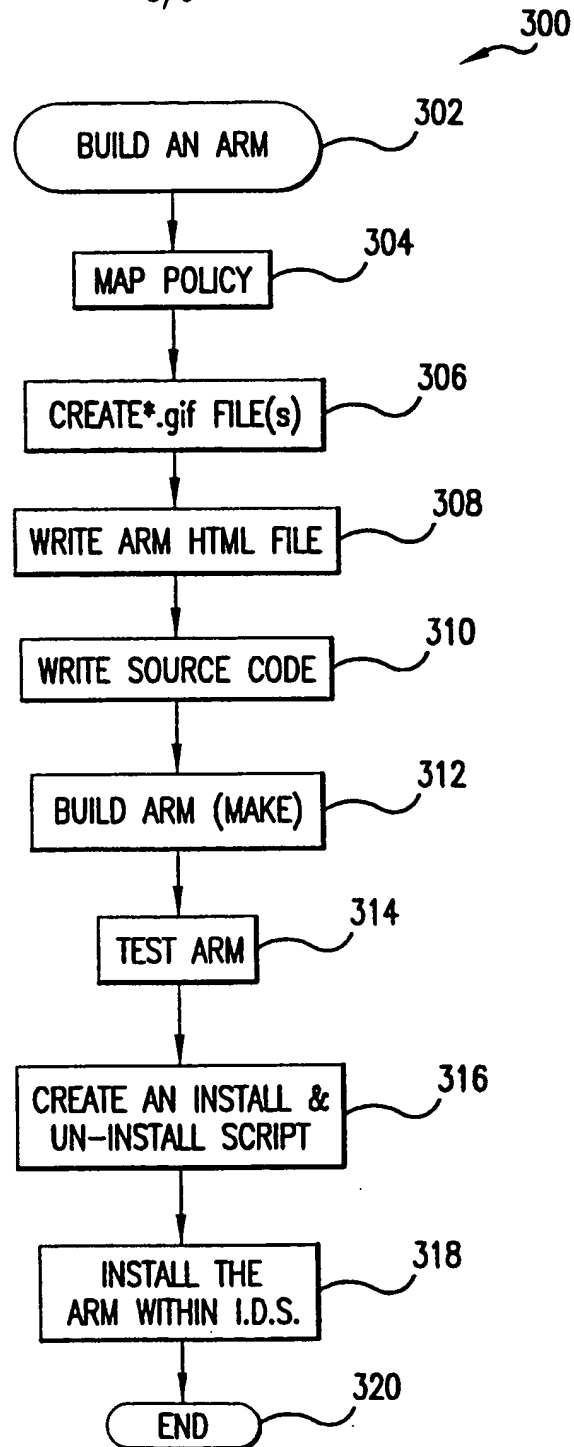 300
BUILD AN ARM
302
MAP POLICY
304
CREATE*.gif FILE(s)
306
WRITE ARM HTML FILE
308
WRITE SOURCE CODE
310
BUILD ARM (MAKE)
312
TEST ARM
314
CREATE AN INSTALL &
UN-INSTALL SCRIPT
316
INSTALL THE
ARM WITHIN I.D.S.
318
END
320